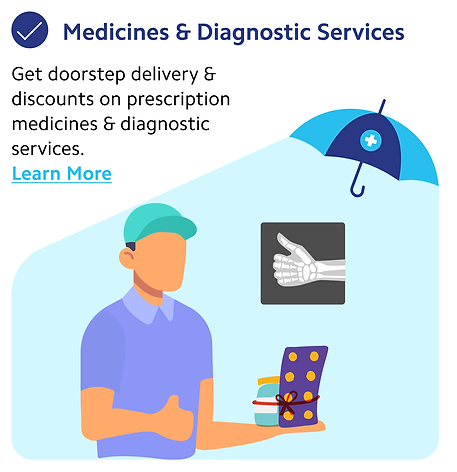 Medicines & Diagnostic Services
Get doorstep delivery &
discounts on prescription
medicines & diagnostic
services.
Learn More